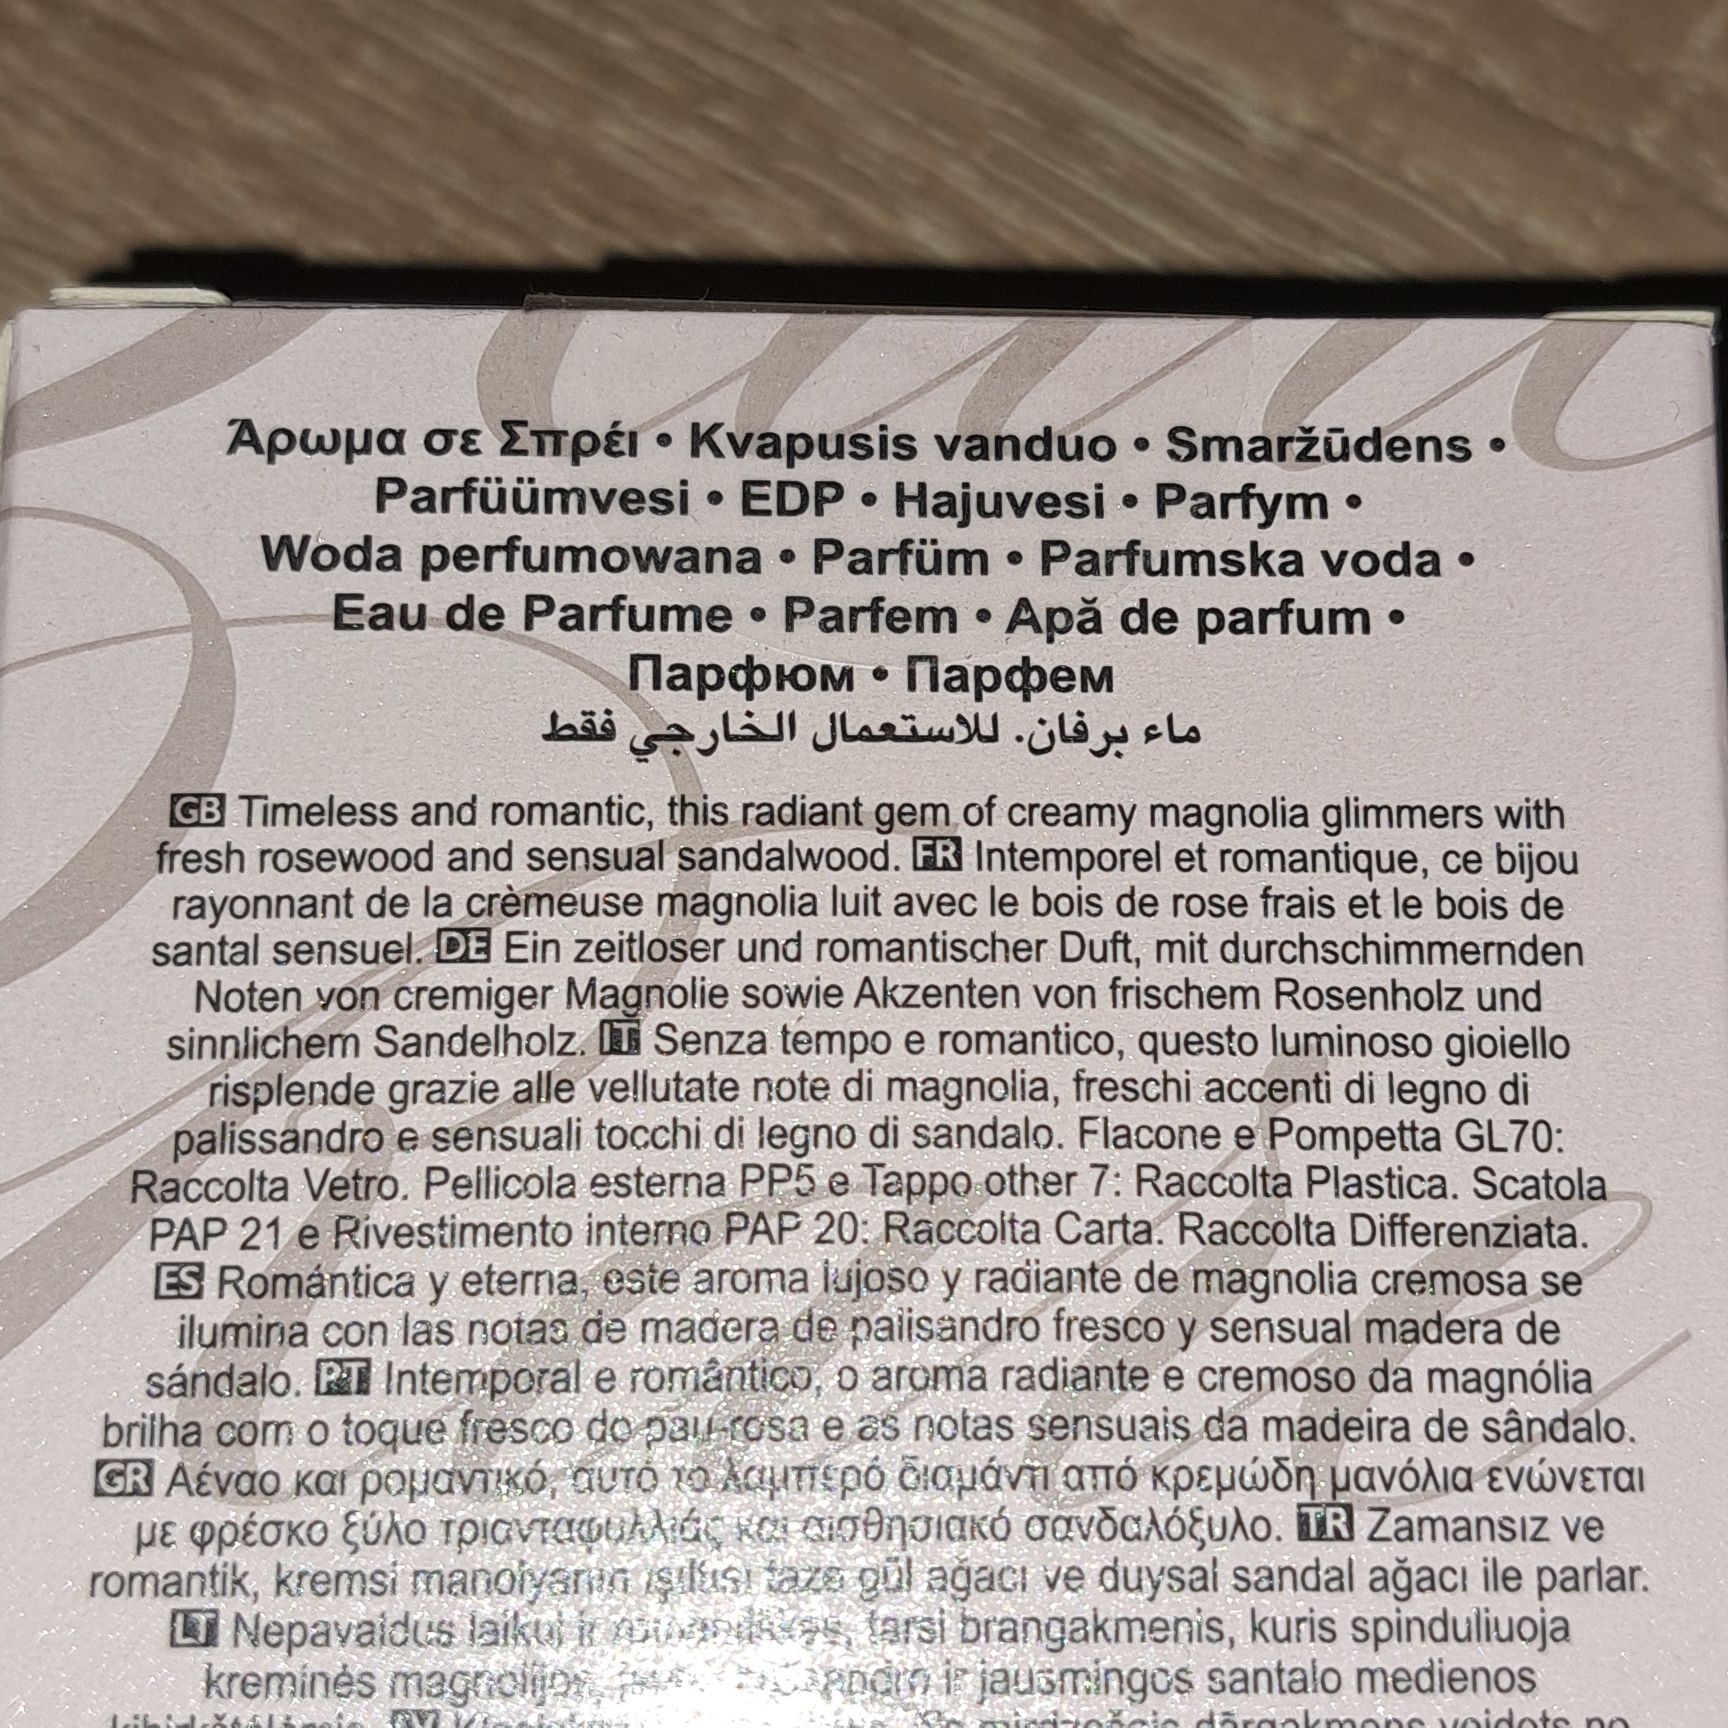 Άρωμα σε Σπρέι • Kvapusis vanduo • Smaržūdens •
Parfüümvesi • EDP • Hajuvesi • Parfym •
Woda perfumowana • Parfüm • Parfumska voda •
Eau de Parfume • Parfem • Apă de parfum •
Парфюм • Парфем
ماء برفان. للاستعمال الخارجي فقط
GB Timeless and romantic, this radiant gem of creamy magnolia glimmers with
fresh rosewood and sensual sandalwood. FR Intemporel et romantique, ce bijou
rayonnant de la crèmeuse magnolia luit avec le bois de rose frais et le bois de
santal sensuel. DE Ein zeitloser und romantischer Duft, mit durchschimmernden
Noten von cremiger Magnolie sowie Akzenten von frischem Rosenholz und
sinnlichem Sandelholz. IT Senza tempo e romantico, questo luminoso gioiello
risplende grazie alle vellutate note di magnolia, freschi accenti di legno di
palissandro e sensuali tocchi di legno di sandalo. Flacone e Pompetta GL70:
Raccolta Vetro. Pellicola esterna PP5 e Tappo other 7: Raccolta Plastica. Scatola
PAP 21 e Rivestimento interno PAP 20: Raccolta Carta. Raccolta Differenziata.
ES Romántica y eterna, este aroma lujoso y radiante de magnolia cremosa se
ilumina con las notas de madera de palisandro fresco y sensual madera de
sándalo. PT Intemporal e romântico, o aroma radiante e cremoso da magnólia
brilha com o toque fresco do pau-rosa e as notas sensuais da madeira de sândalo.
GR Αέναο και ρομαντικό, αυτό το λαμπερό διαμάντι από κρεμώδη μανόλια ενώνεται
με φρέσκο ξύλο τριανταφυλλιάς και αισθησιακό σανδαλόξυλο. TR Zamansız ve
romantik, kremsi manolyanın ışıltısı taze gül ağacı ve duysal sandal ağacı ile parlar.
LT Nepavaldus laikui ir tarsi brangakmenis, kuris spinduliuoja
kreminės magnolijos, ir jausmingos santalo medienos